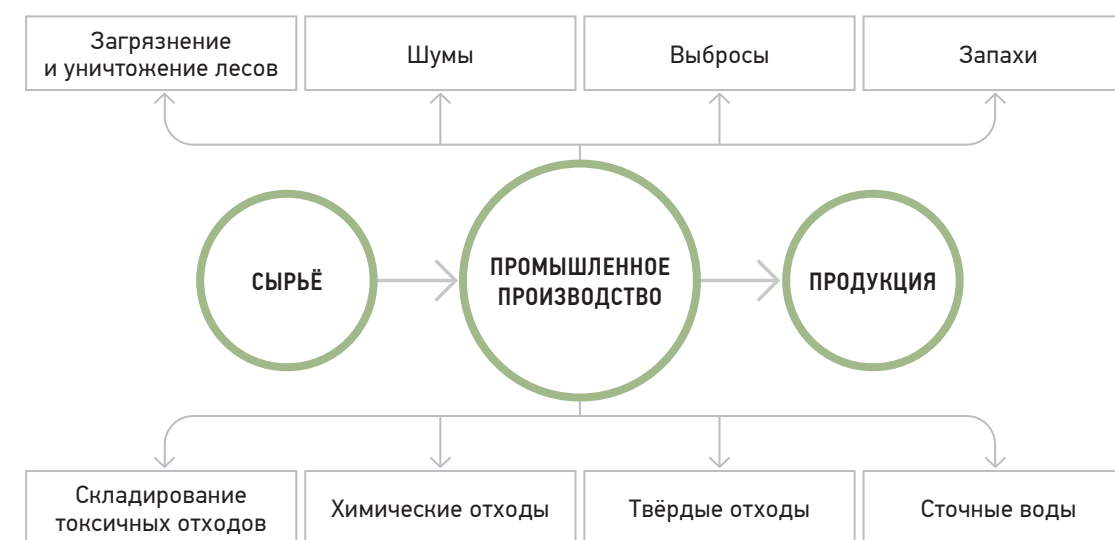 Загрязнение
и уничтожение лесов
Шумы
Выбросы
Запахи
СЫРЬЁ
ПРОМЫШЛЕННОЕ
ПРОИЗВОДСТВО
ПРОДУКЦИЯ
Складирование
токсичных отходов
Химические отходы
Твёрдые отходы
Сточные воды